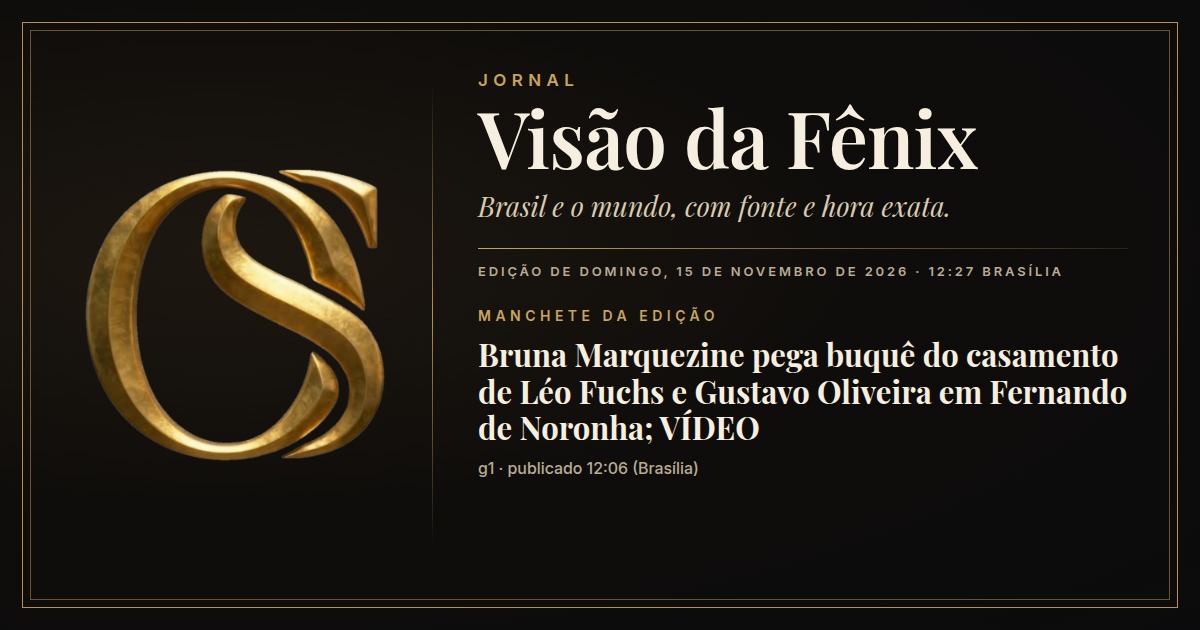 JORNAL
Visão da Fênix
Brasil e o mundo, com fonte e hora exata.
EDIÇÃO DE DOMINGO, 15 DE NOVEMBRO DE 2026 · 12:27 BRASÍLIA
MANCHETE DA EDIÇÃO
Bruna Marquezine pega buquê do casamento
de Léo Fuchs e Gustavo Oliveira em Fernando
de Noronha; VÍDEO
g1 · publicado 12:06 (Brasília)